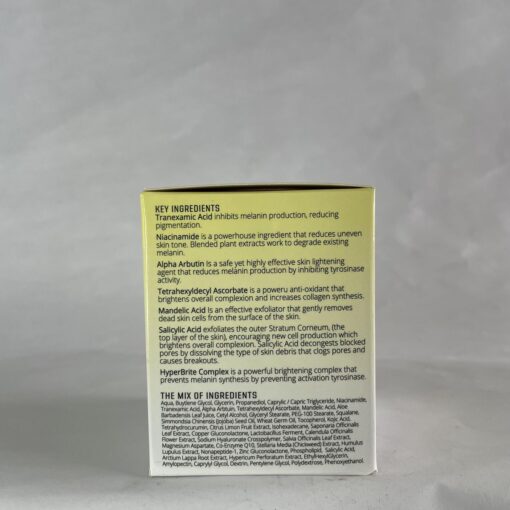 KEY INGREDIENTS
Tranexamic Acid inhibits melanin production, reducing
pigmentation.
Niacinamide is a powerhouse ingredient that reduces uneven
skin tone. Blended plant extracts work to degrade existing
melanin.
Alpha Arbutin is a safe yet highly effective skin lightening
agent that reduces melanin production by inhibiting tyrosinase
activity.
Tetrahexyldecyl Ascorbate is a poweru anti-oxidant that
brightens overall complexion and increases collagen synthesis.
Mandelic Acid is an effective exfoliator that gently removes
dead skin cells from the surface of the skin.
Salicylic Acid exfoliates the outer Stratum Corneum, (the
top layer of the skin), encouraging new cell production which
brightens overall complexion. Salicylic Acid decongests blocked
pores by dissolving the type of skin debris that clogs pores and
causes breakouts.
HyperBrite Complex is a powerful brightening complex that
prevents melanin synthesis by preventing activation tyrosinase.
THE MIX OF INGREDIENTS
Aqua, Butylene Glycol, Glycerin, Propanediol, Caprylic / Capric Triglyceride, Niacinamide,
Tranexamic Acid, Alpha Arbtuin, Tetrahexyldecyl Ascorbate, Mandelic Acid, Aloe
Barbadensis Leaf Juice, Cetyl Alcohol, Glyceryl Stearate, PEG-100 Stearate, Squalane,
Simmondsia Chinensis (Jojoba) Seed Oil, Wheat Germ Oil, Tocopherol, Kojic Acid,
Tetrahydrocurumin, Citrus Limon Fruit Extract, Isohexadecane, Saponaria Officinalis
Leaf Extract, Copper Gluconolactone, Lactobacillus Ferment, Calendula Officinalis
Flower Extract, Sodium Hyaluronate Crosspolymer, Salvia Officinalis Leaf Extract,
Magnesium Aspartate, Co-Enzyme Q10, Stellaria Media (Chickweed) Extract, Humulus
Lupulus Extract, Nonapeptide-1, Zinc Gluconolactone, Phospholipid, Salicylic Acid,
Arctium Lappa Root Extract, Hypericum Perforatum Extract, EthylHexylGlycerin,
Amylopectin, Caprylyl Glycol, Dextrin, Pentylene Glycol, Polydextrose, Phenoxyethanol.